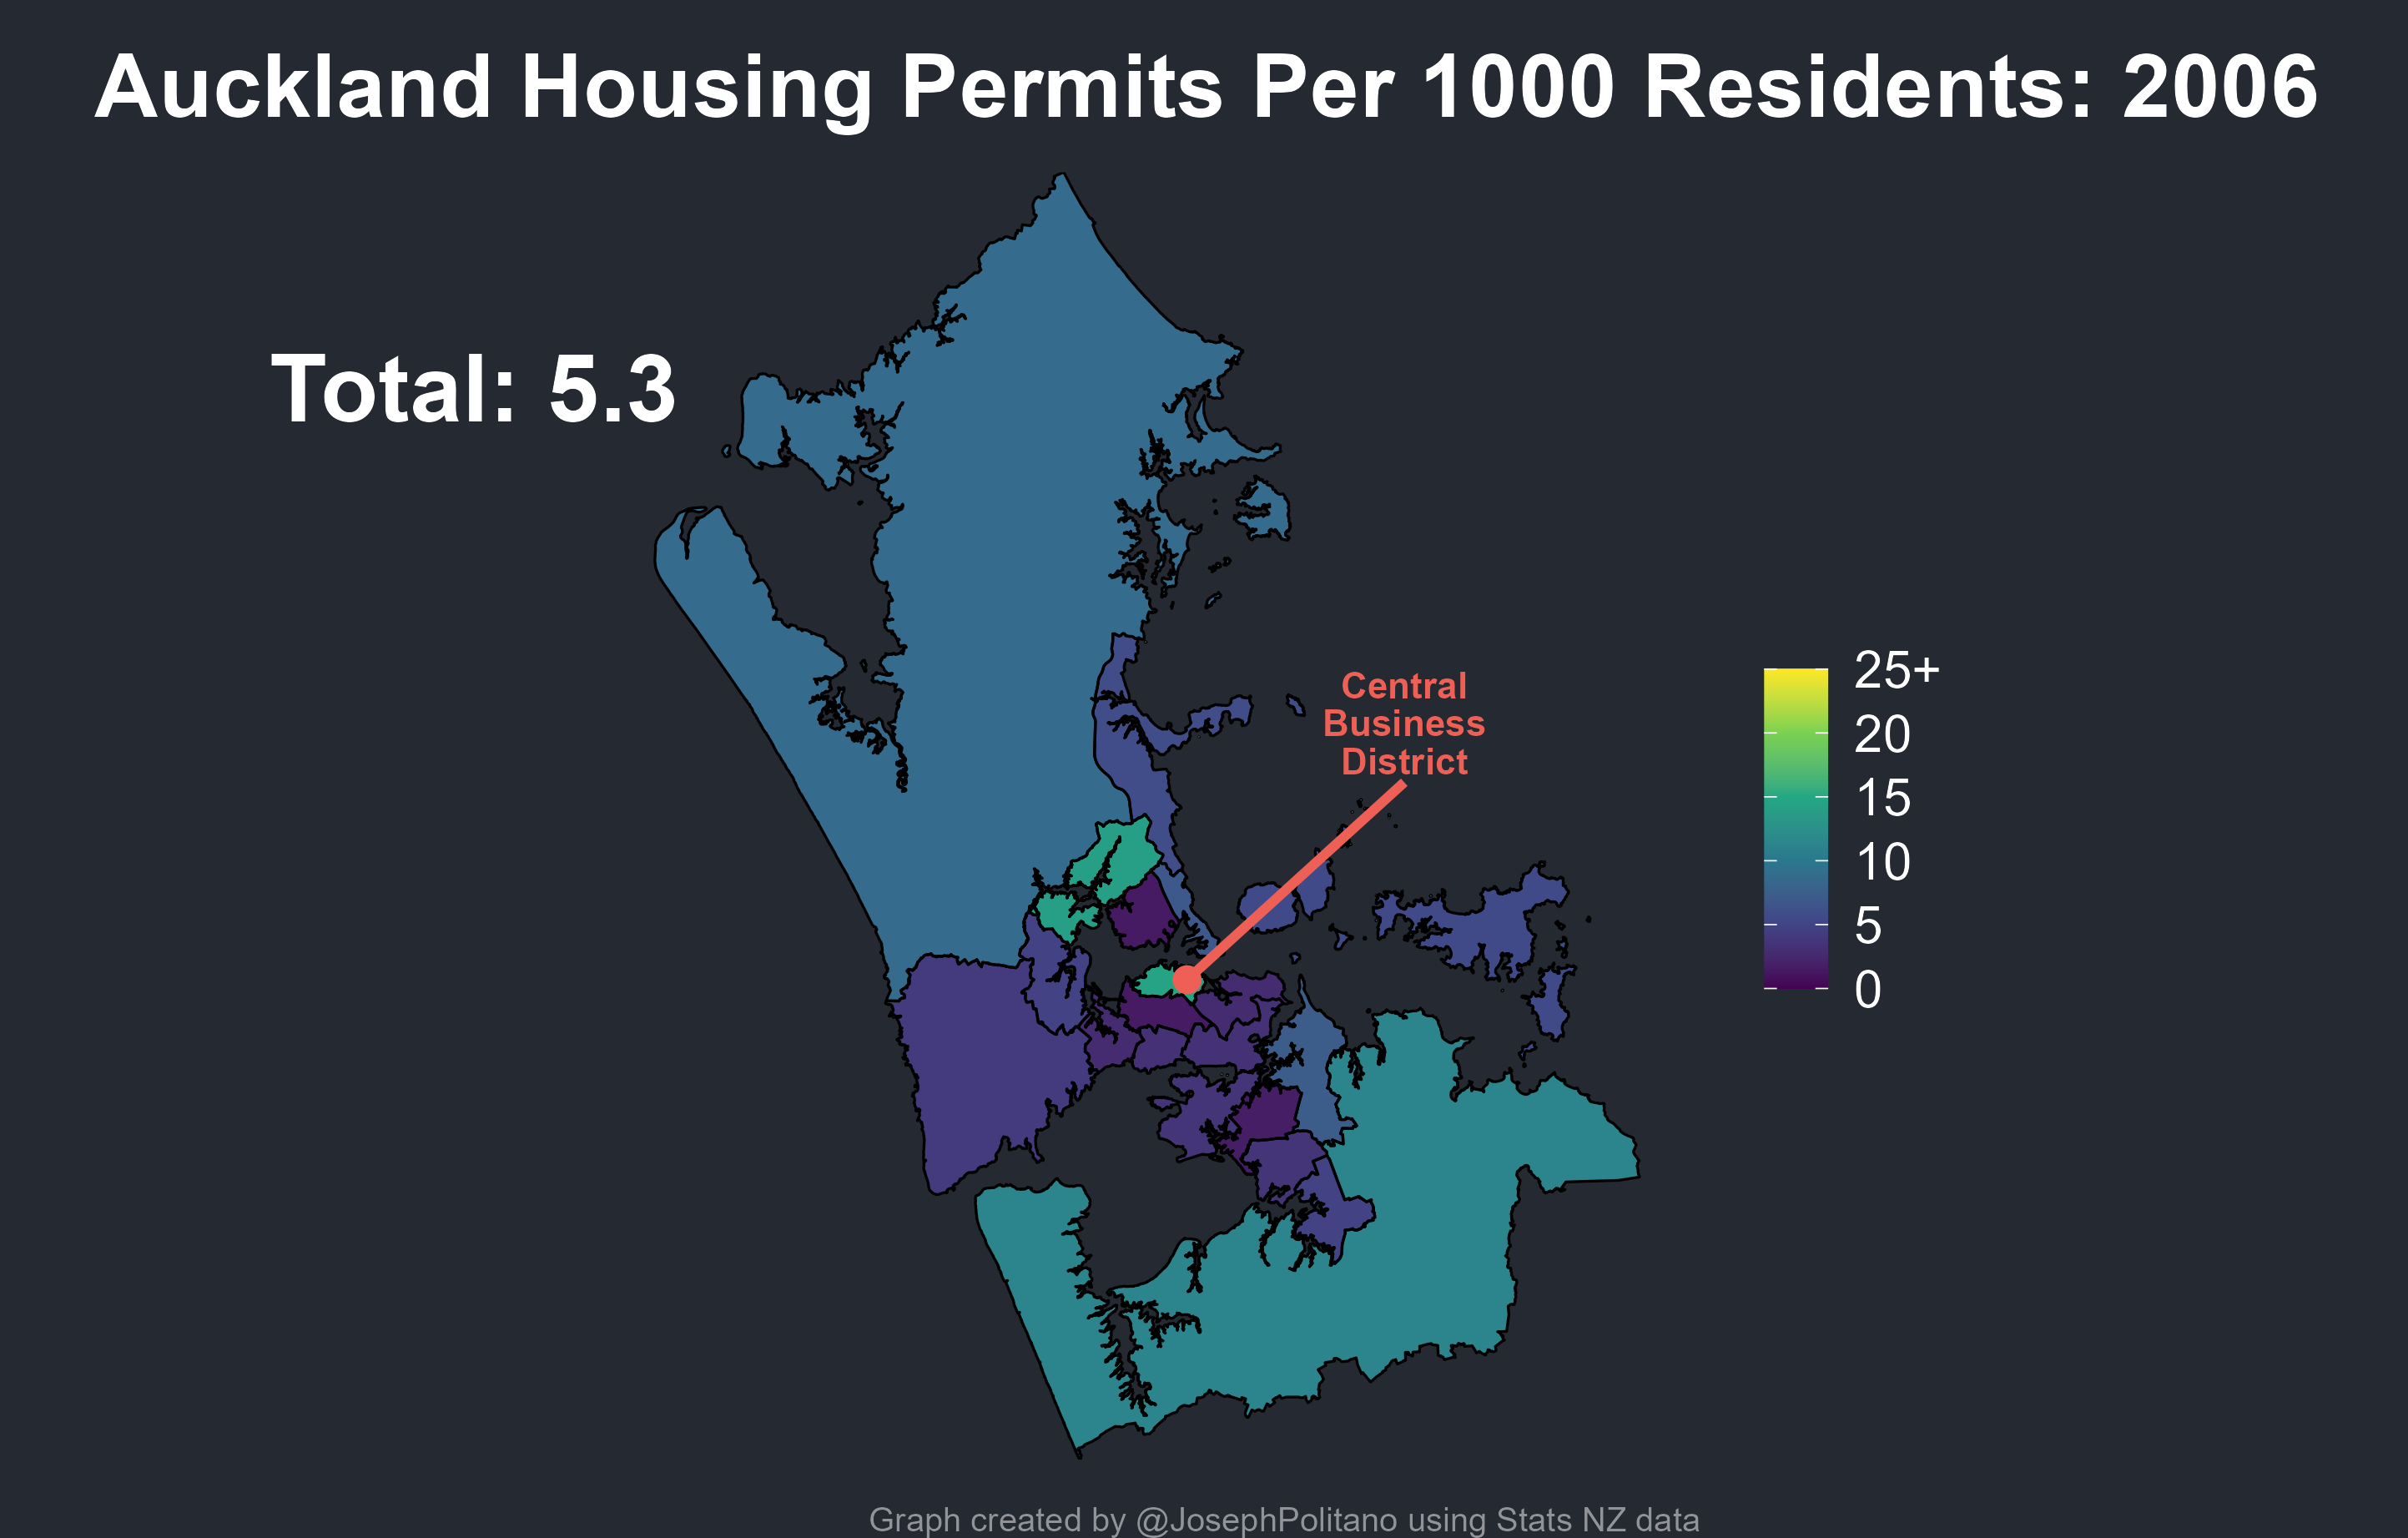 Auckland Housing Permits Per 1000 Residents: 2006
Total: 5.3
Central
Business
District
25+
20
15
10
5
0
Graph created by @JosephPolitano using Stats NZ data